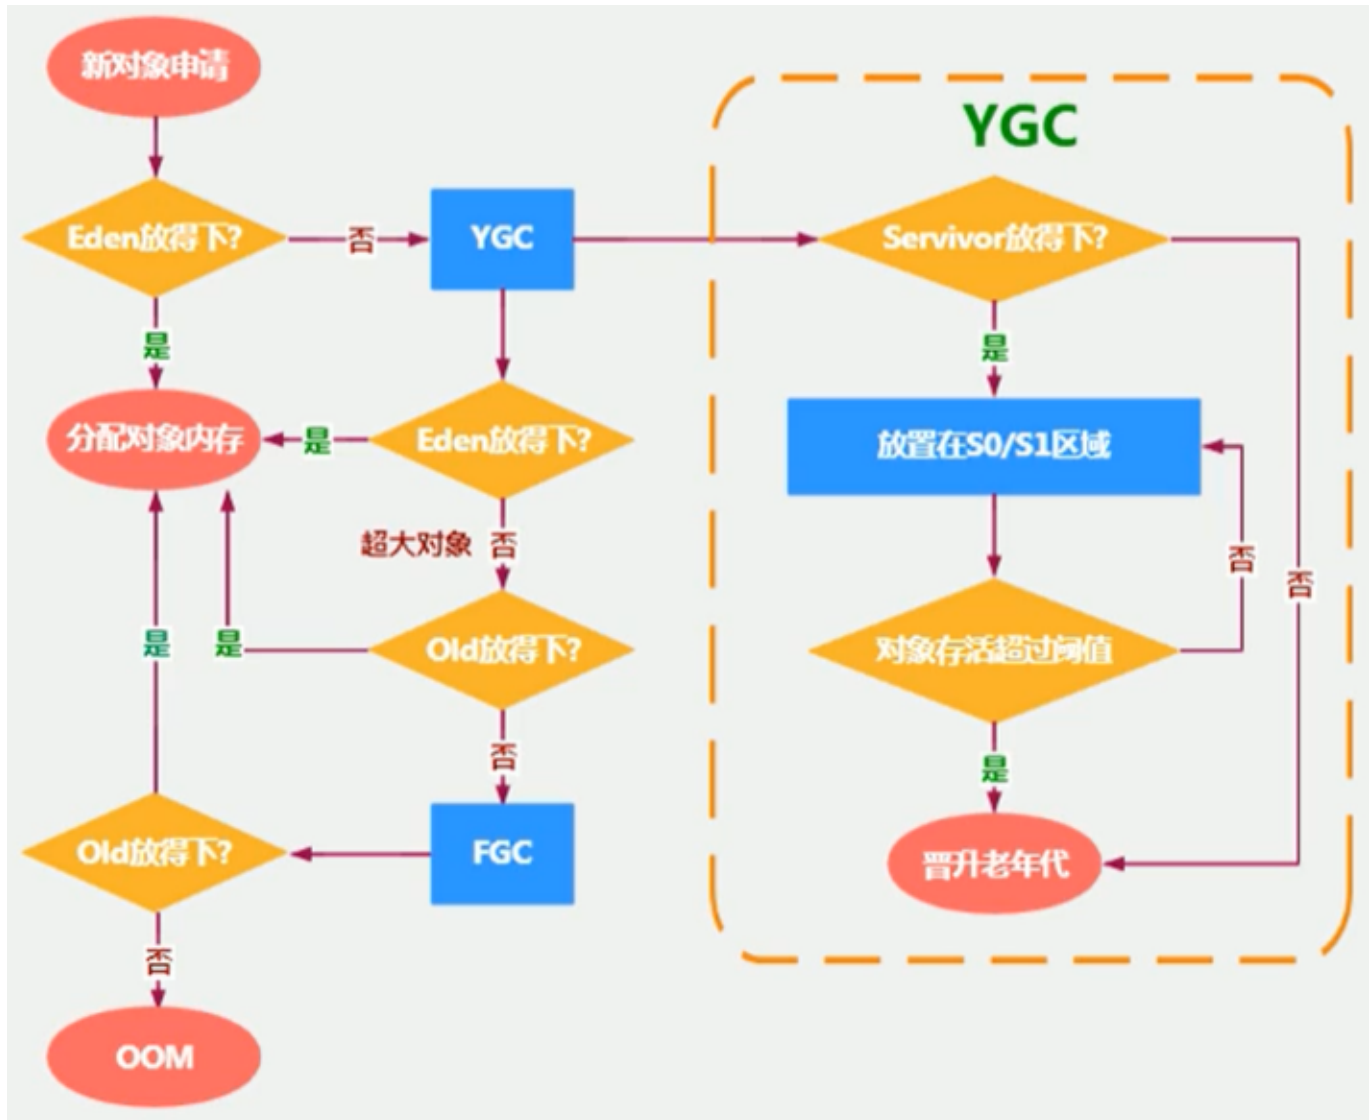 新对象申请
YGC
Eden放得下?
否
YGC
Servivor放得下?
是
是
分配对象内存
是
Eden放得下?
放置在S0/S1区域
超大对象
否
否
否
是
是
Old放得下?
对象存活超过阈值
否
是
Old放得下?
FGC
晋升老年代
否
OOM